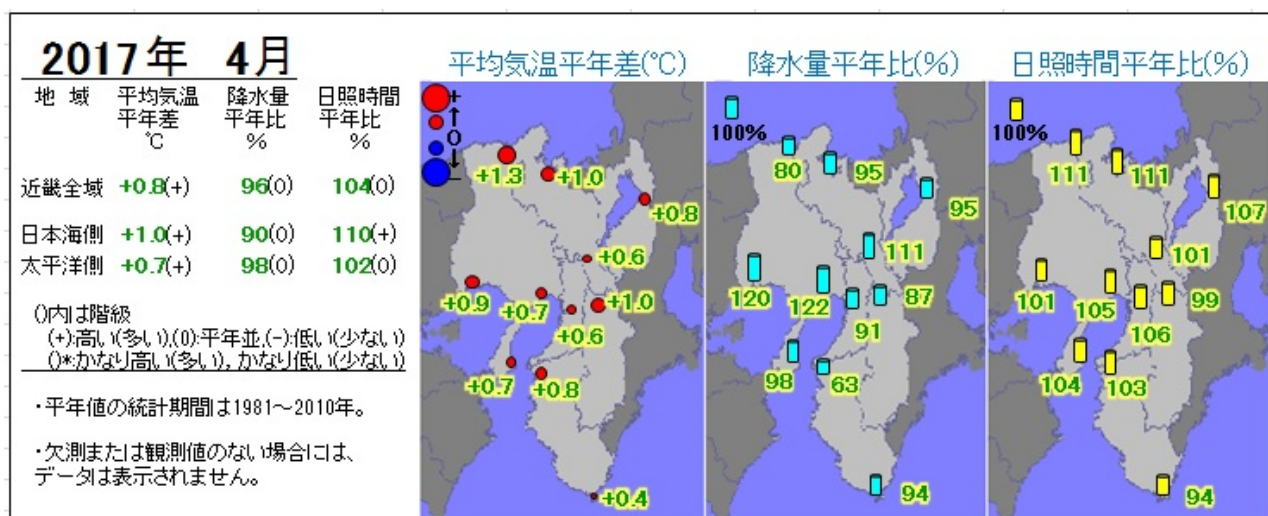 2017年 4月
地 域 平均気温 降水量 日照時間
平年差 平年比 平年比
℃ % %
近畿全域 +0.8(+) 96(0) 104(0)
日本海側 +1.0(+) 90(0) 110(+)
太平洋側 +0.7(+) 98(0) 102(0)
()内は階級
(+):高い(多い),(0):平年並,(-):低い(少ない)
()*:かなり高い(多い), かなり低い(少ない)
・平年値の統計期間は1981～2010年。
・欠測または観測値のない場合には、
データは表示されません。
平均気温平年差(℃)
+
↑
0
↓
-
+1.3
+1.0
+0.8
+0.6
+0.9
+0.7
+1.0
+0.6
+0.7
+0.8
+0.4
降水量平年比(%)
100%
80
95
95
111
120
122
87
91
98
63
94
日照時間平年比(%)
100%
111
111
107
101
101
105
99
106
104
103
94